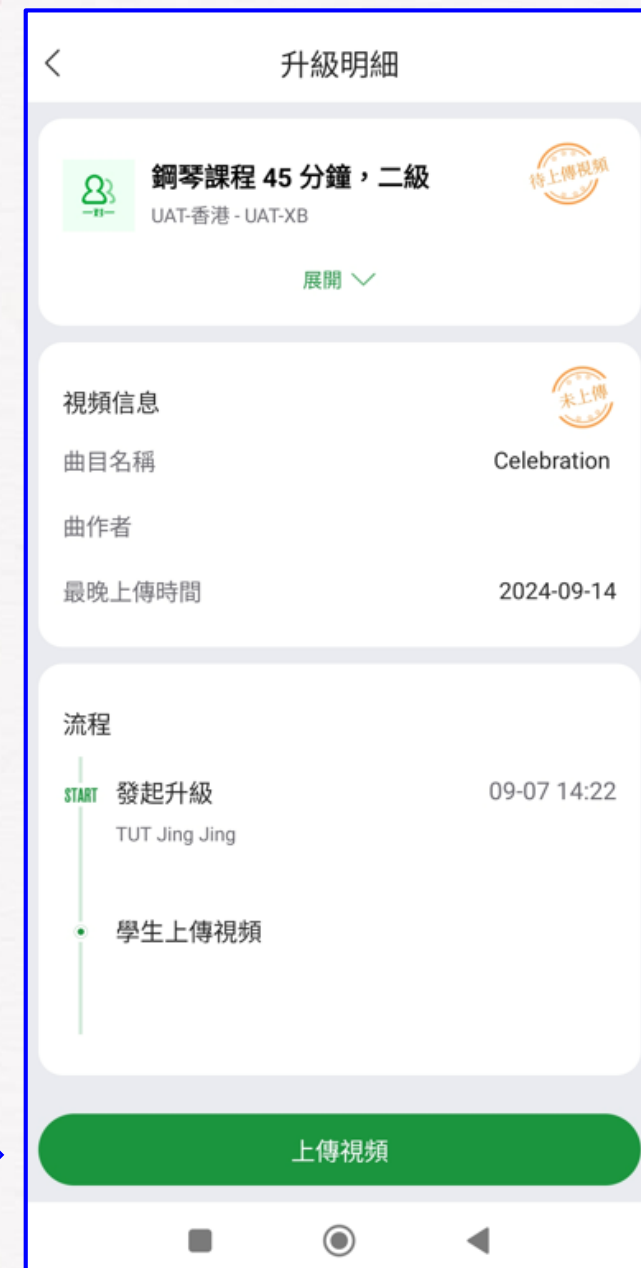 升級明細
鋼琴課程 45 分鐘，二級
待上傳視頻
UAT-香港 - UAT-XB
展開
視頻信息
未上傳
曲目名稱 Celebration
曲作者
最晚上傳時間 2024-09-14
流程
START 發起升級 09-07 14:22
TUT Jing Jing
學生上傳視頻
上傳視頻